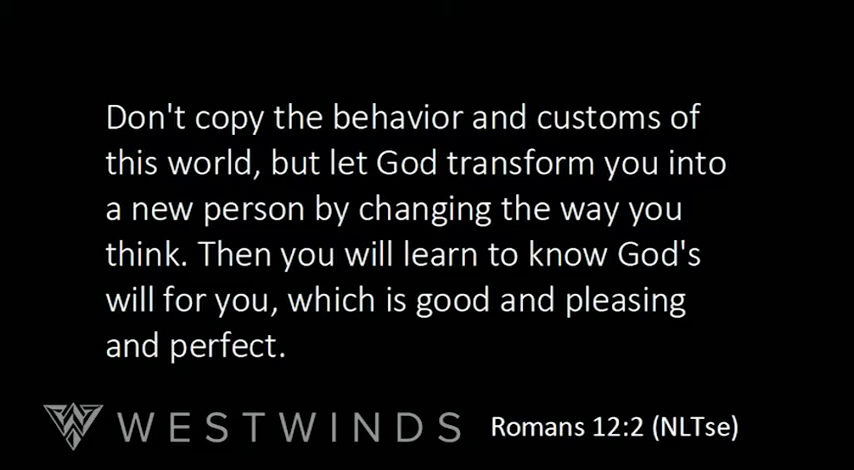 Don't copy the behavior and customs of
this world, but let God transform you into
a new person by changing the way you
think. Then you will learn to know God's
will for you, which is good and pleasing
and perfect.
WESTWINDS Romans 12:2 (NLTse)